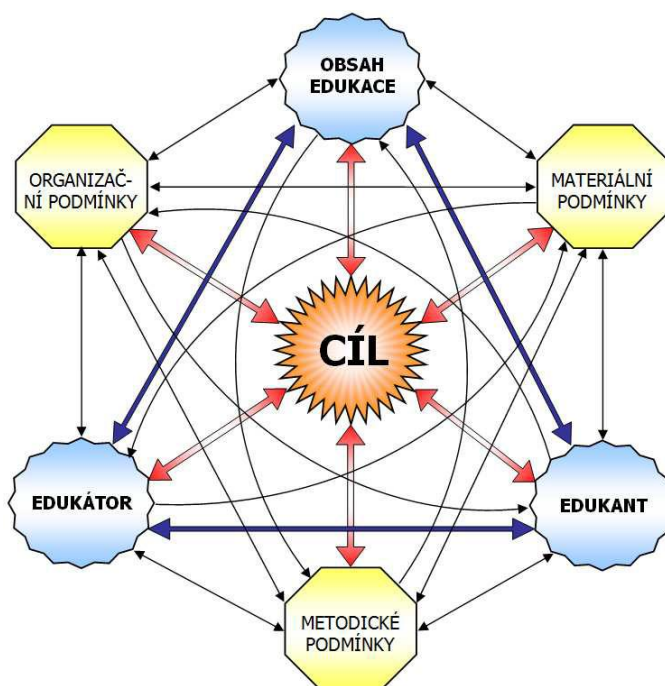 OBSAH
EDUKACE
ORGANIZAČ-
NÍ PODMÍNKY
MATERIÁLNÍ
PODMÍNKY
CÍL
EDUKÁTOR
EDUKANT
METODICKÉ
PODMÍNKY